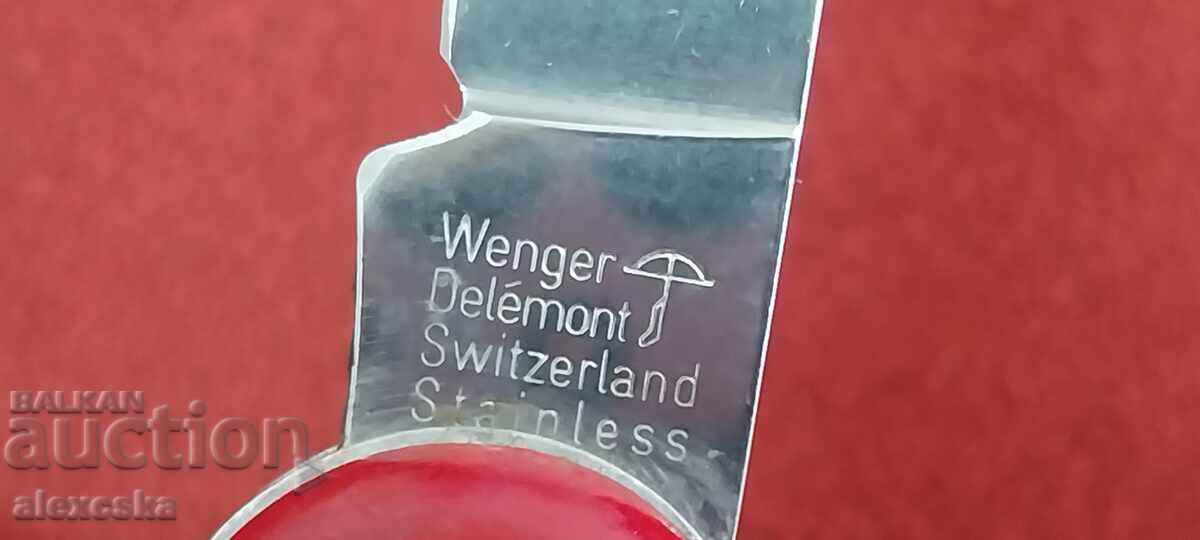 Wenger
Delémont
Switzerland
Stainless
BALKAN
auction
alexcska